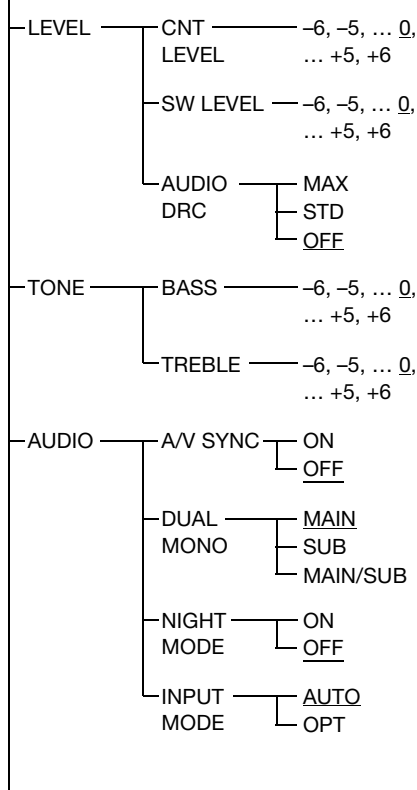 LEVEL CNT –6, –5, … 0,
LEVEL … +5, +6
SW LEVEL –6, –5, … 0,
… +5, +6
AUDIO MAX
DRC STD
OFF
TONE BASS –6, –5, … 0,
… +5, +6
TREBLE –6, –5, … 0,
… +5, +6
AUDIO A/V SYNC ON
OFF
DUAL MAIN
MONO SUB
MAIN/SUB
NIGHT ON
MODE OFF
INPUT AUTO
MODE OPT